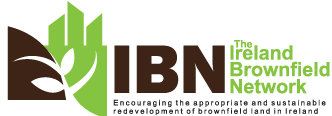 IBN
The
Ireland
Brownfield
Network
Encouraging the appropriate and sustainable
redevelopment of brownfield land in Ireland